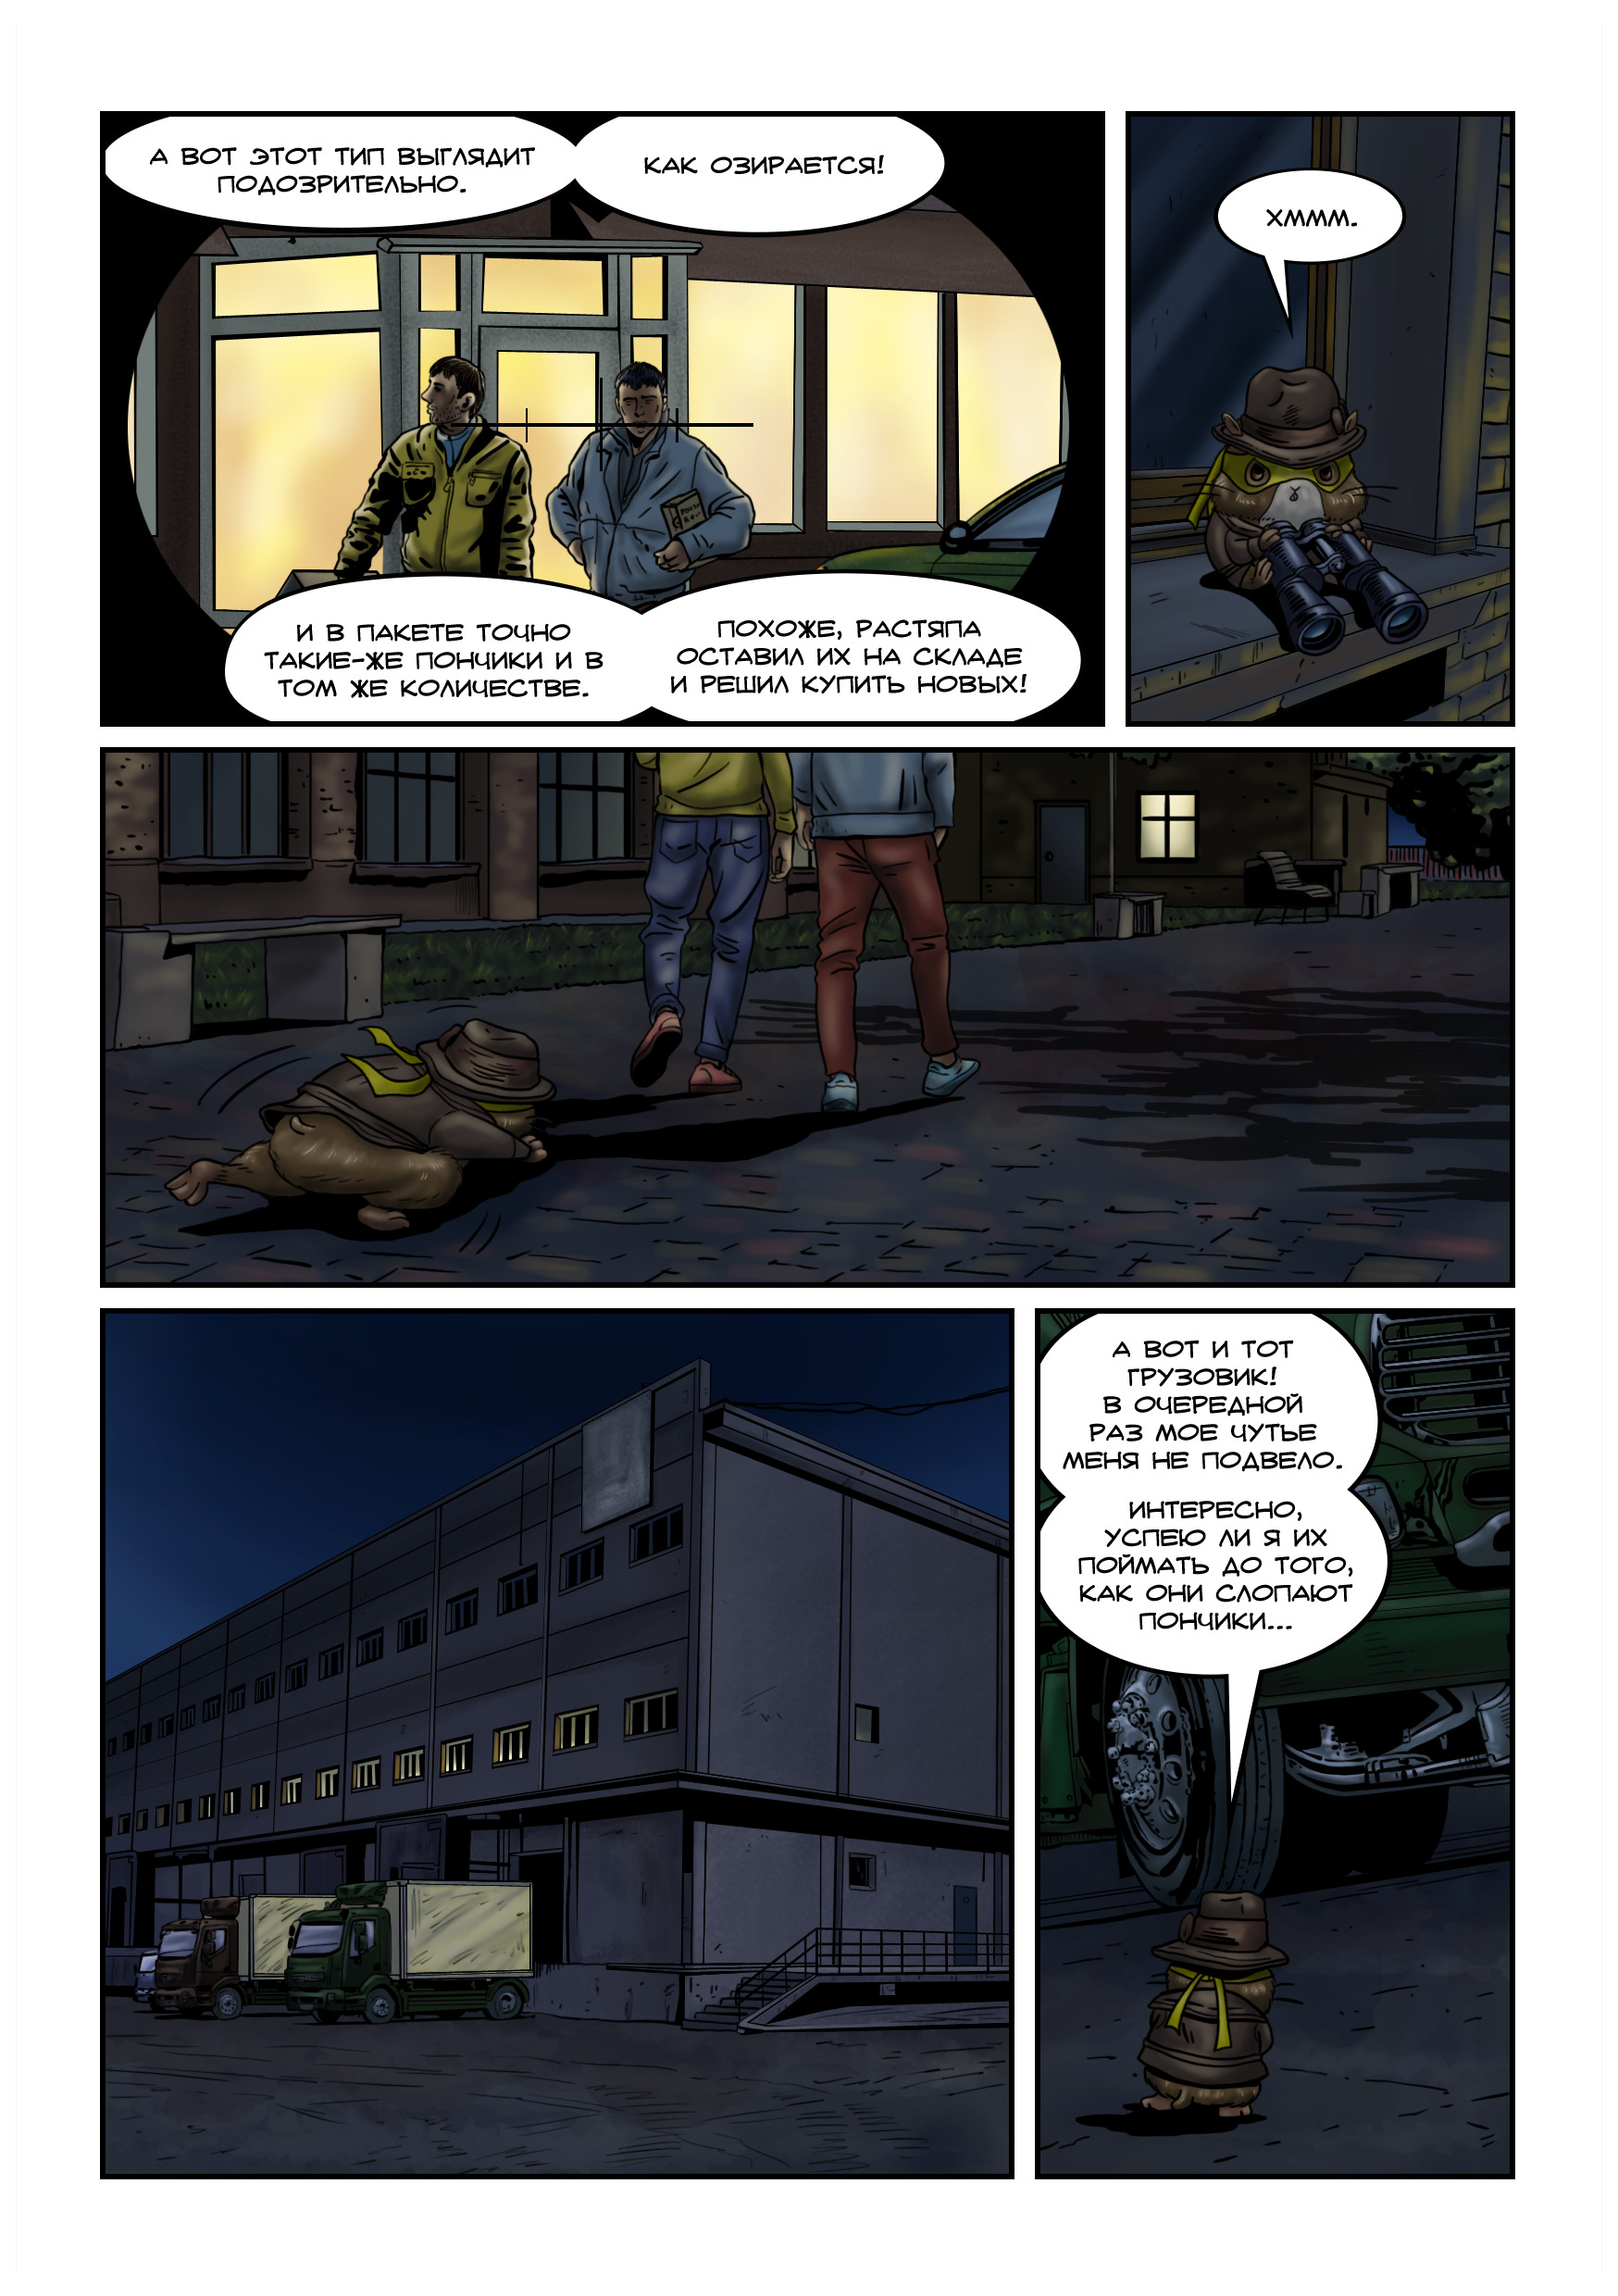 А ВОТ ЭТОТ ТИП ВЫГЛЯДИТ
ПОДОЗРИТЕЛЬНО.
КАК ОЗИРАЕТСЯ!
И В ПАКЕТЕ ТОЧНО
ТАКИЕ-ЖЕ ПОНЧИКИ И В
ТОМ ЖЕ КОЛИЧЕСТВЕ.
ПОХОЖЕ, РАСТЯПА
ОСТАВИЛ ИХ НА СКЛАДЕ
И РЕШИЛ КУПИТЬ НОВЫХ!
ХМММ.
А ВОТ И ТОТ
ГРУЗОВИК!
В ОЧЕРЕДНОЙ
РАЗ МОЕ ЧУТЬЕ
МЕНЯ НЕ ПОДВЕЛО.
ИНТЕРЕСНО,
УСПЕЮ ЛИ Я ИХ
ПОЙМАТЬ ДО ТОГО,
КАК ОНИ СЛОПАЮТ
ПОНЧИКИ...